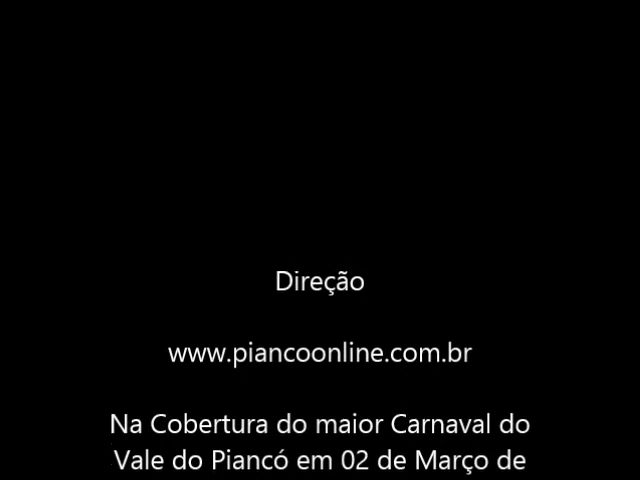 Direção
www.piancoonline.com.br
Na Cobertura do maior Carnaval do
Vale do Piancó em 02 de Março de